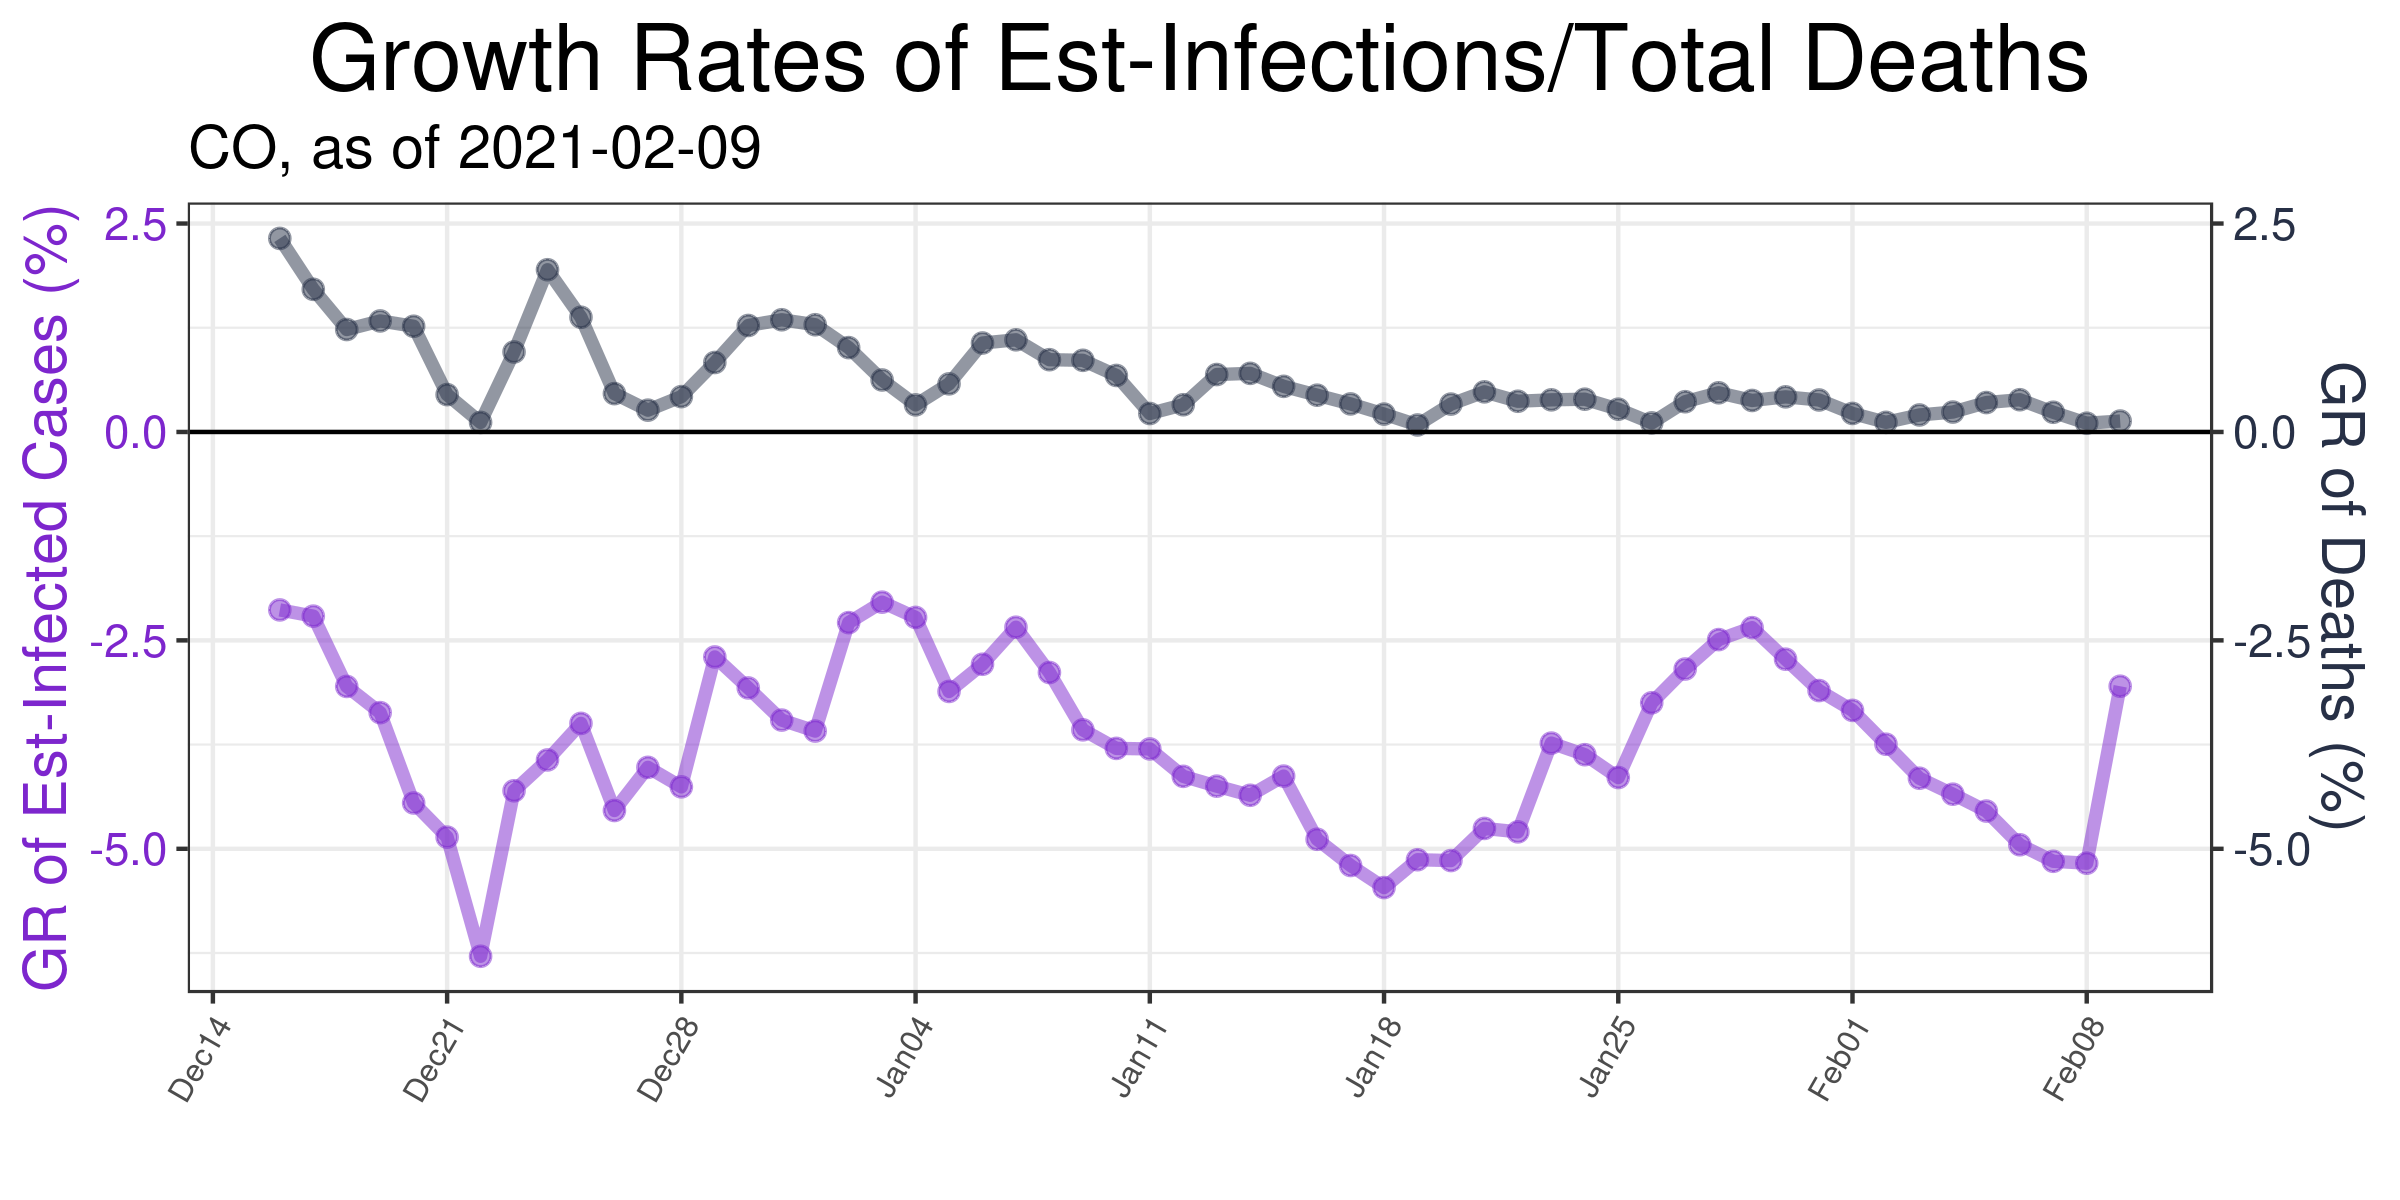 Growth Rates of Est-Infections/Total Deaths
CO, as of 2021-02-09
GR of Est-Infected Cases (%)
2.5
0.0
-2.5
-5.0
2.5
0.0
-2.5
-5.0
GR of Deaths (%)
Dec14
Dec21
Dec28
Jan04
Jan11
Jan18
Jan25
Feb01
Feb08